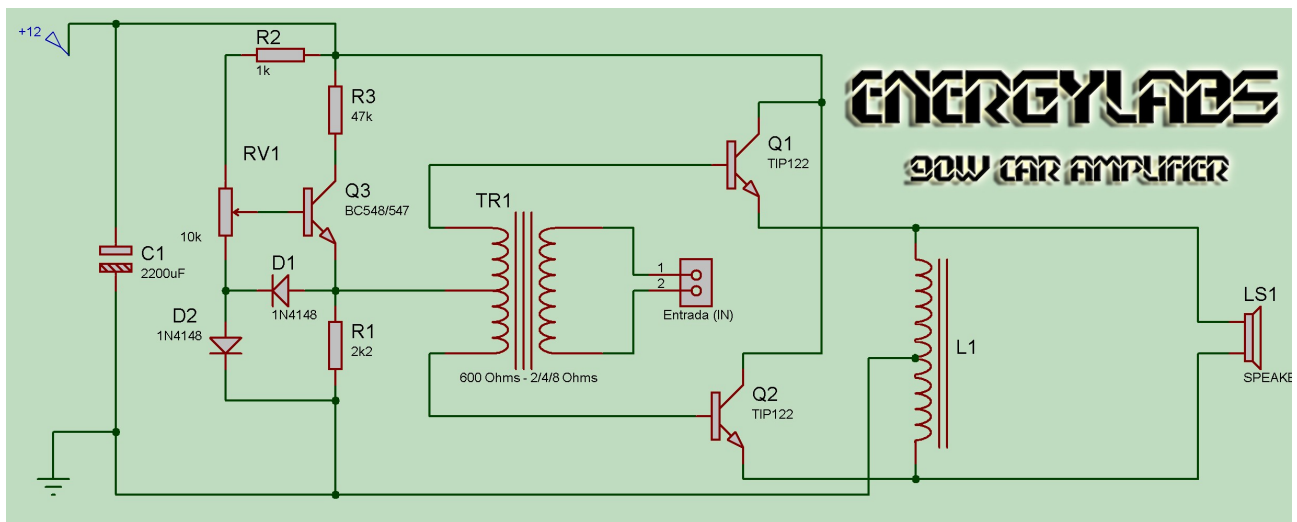 +12
R2
1k
R3
47k
ENERGYLABS
90W CAR AMPLIFIER
RV1
10k
Q3
BC548/547
Q1
TIP122
TR1
C1
2200uF
D1
1N4148
1
2
Entrada (IN)
D2
1N4148
R1
2k2
LS1
L1
600 Ohms - 2/4/8 Ohms
SPEAKE
Q2
TIP122